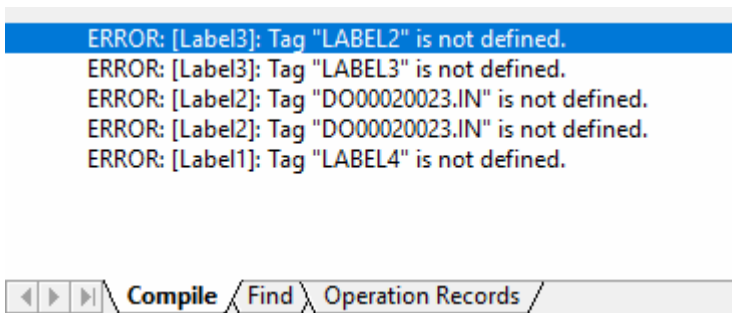 ERROR: [Label3]: Tag "LABEL2" is not defined.
ERROR: [Label3]: Tag "LABEL3" is not defined.
ERROR: [Label2]: Tag "DO00020023.IN" is not defined.
ERROR: [Label2]: Tag "DO00020023.IN" is not defined.
ERROR: [Label1]: Tag "LABEL4" is not defined.
Compile Find Operation Records